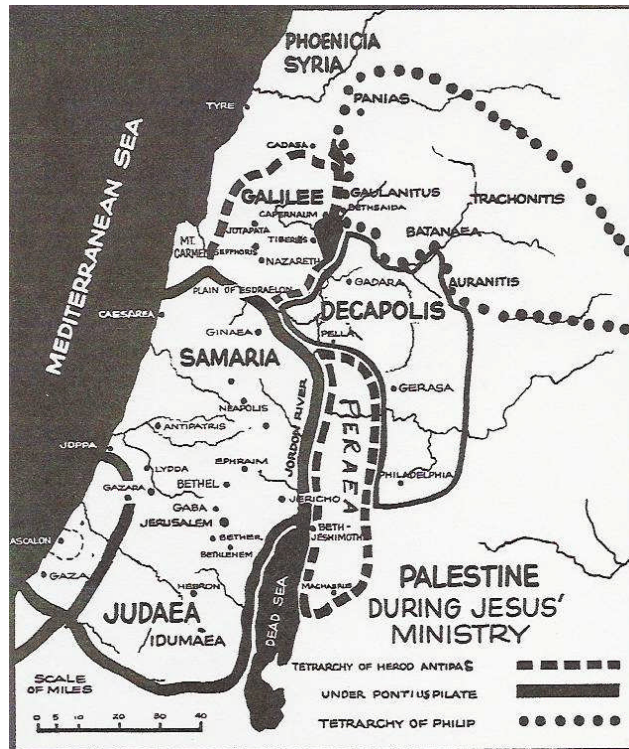 PHOENICIA
SYRIA
PANIAS
TYRE
CADASA
GALILEE
GAULANITUS
TRACHONITIS
CAPERNAUM
BETHSAIDA
JOTAPATA
BATANAEA
MT.
CARMEL
SEPPHORIS
TIBERIUS
NAZARETH
AURANITIS
GADARA
PLAIN OF ESDRAELON
DECAPOLIS
CAESAREA
GINAEA
PELLA
SAMARIA
GERASA
NEAPOLIS
JORDON RIVER
PERAEA
ANTIPATRIS
MEDITERRANEAN SEA
JOPPA
LYDDA
EPHRAIM
PHILADELPHIA
BETHEL
GAZARA
JERICHO
GABA
JERUSALEM
BETH-
JESHIMOTH
ASCALON
BETHER
BETHLEHEM
GAZA
HEBRON
MACHAERUS
DEAD SEA
JUDAEA
IDUMAEA
PALESTINE
DURING JESUS'
MINISTRY
TETRARCHY OF HEROD ANTIPAS
UNDER PONTIUS PILATE
TETRARCHY OF PHILIP
SCALE
OF MILES
0 5 10 20 30 40